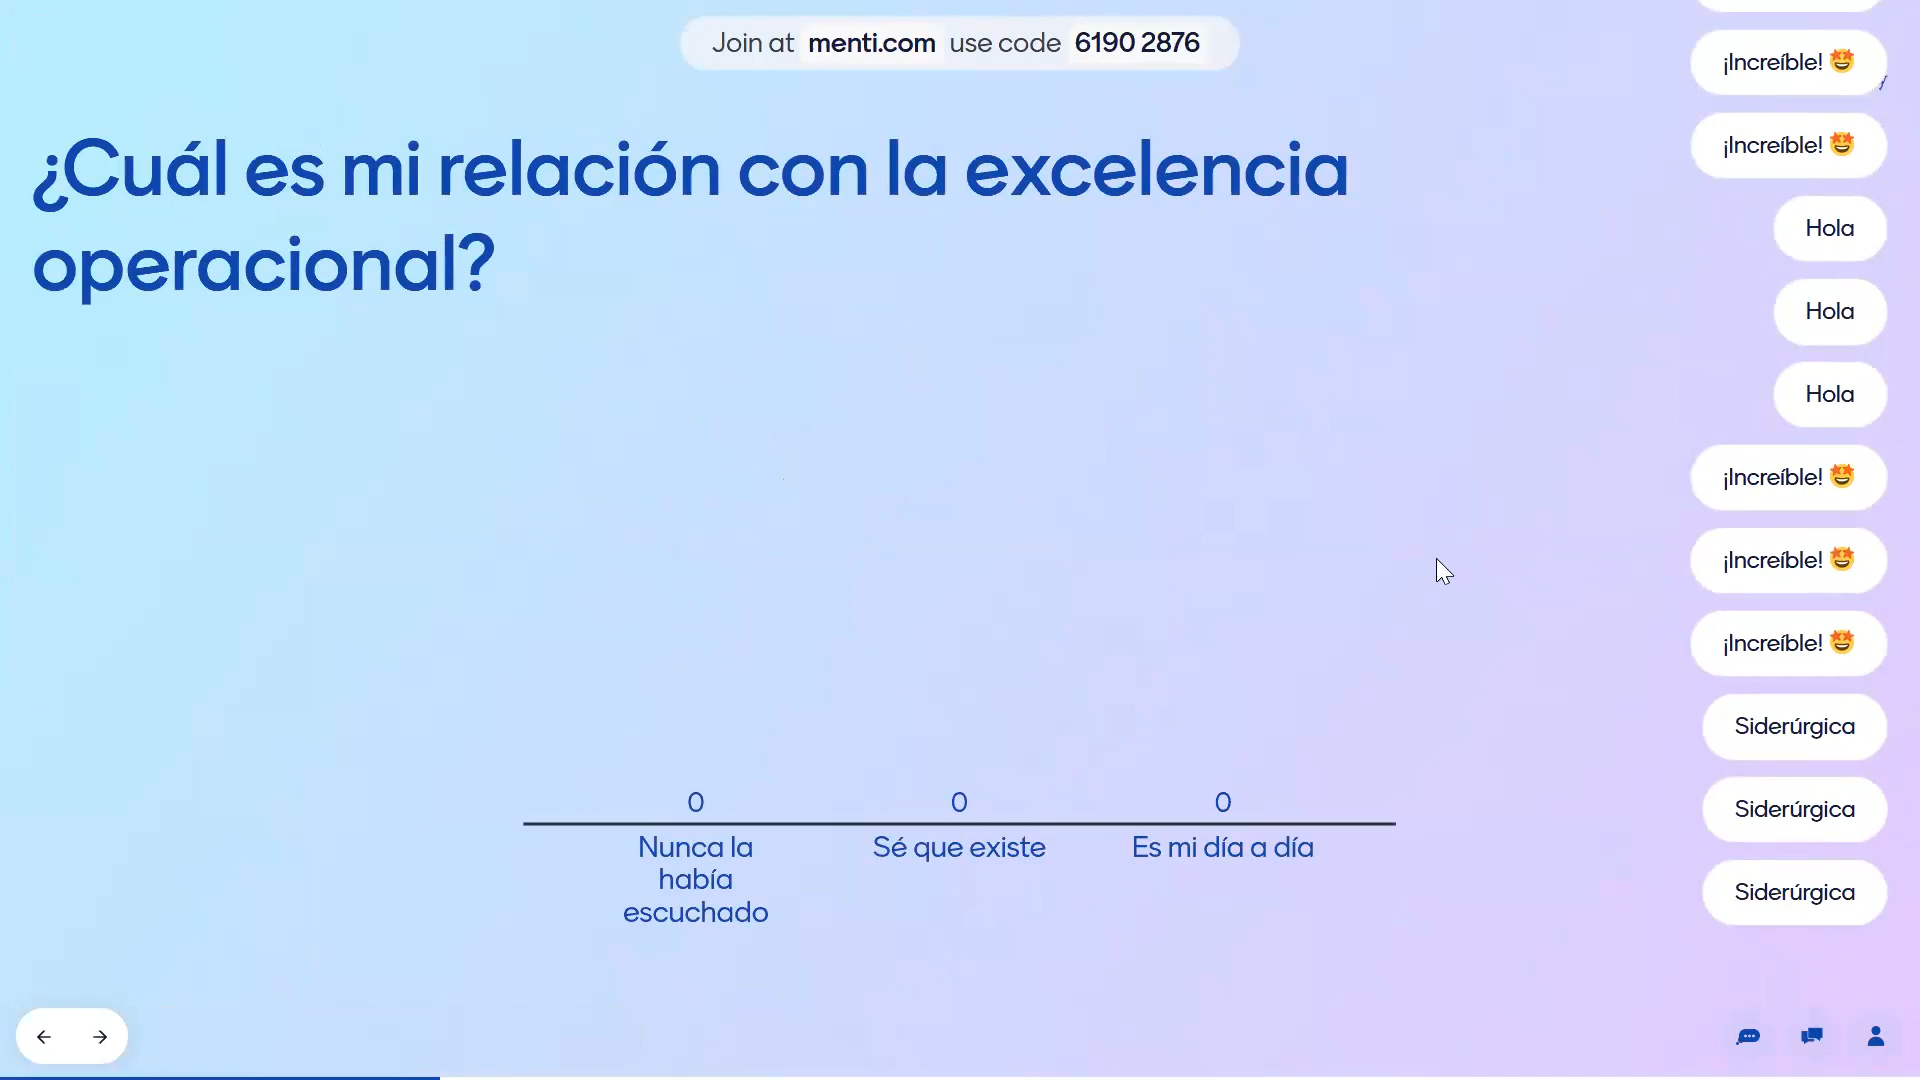 Join at menti.com use code 6190 2876
¿Cuál es mi relación con la excelencia
operacional?
0
Nunca la
había
escuchado
0
Sé que existe
0
Es mi día a día
¡Increíble! 🤩
¡Increíble! 🤩
Hola
Hola
Hola
¡Increíble! 🤩
¡Increíble! 🤩
¡Increíble! 🤩
Siderúrgica
Siderúrgica
Siderúrgica